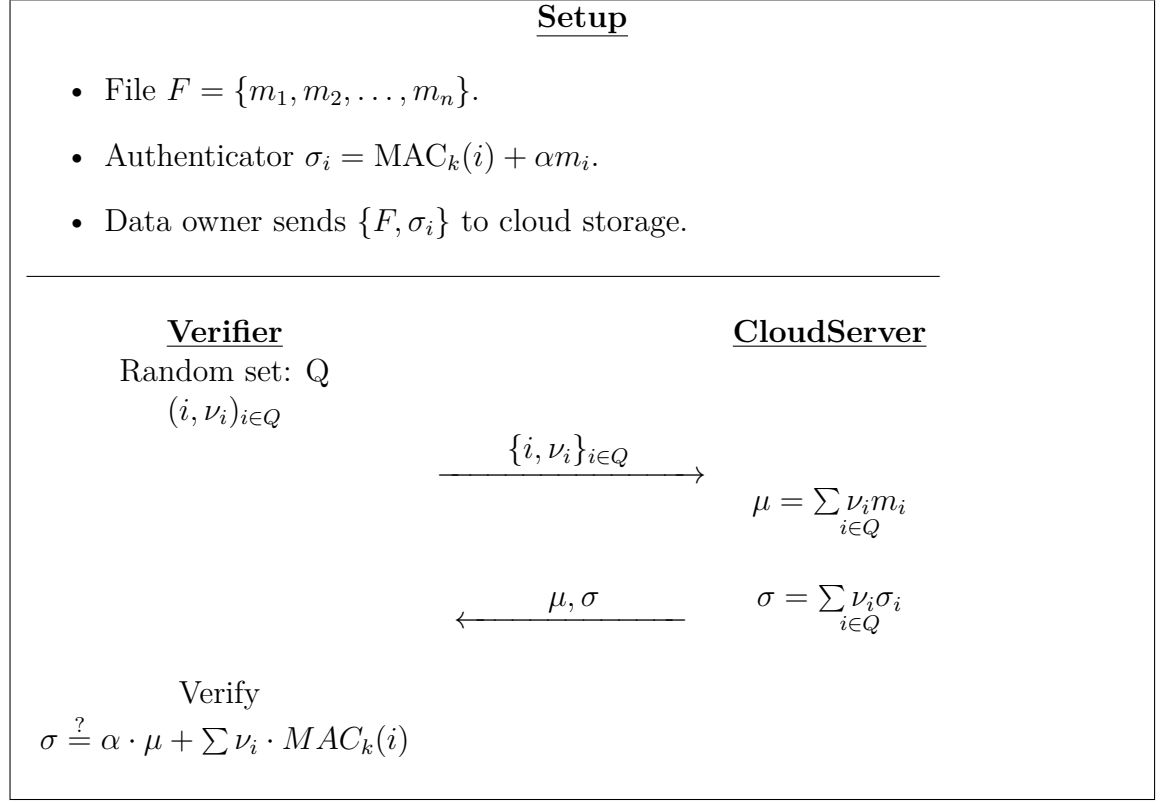 Setup
• File F = {m₁, m₂, . . . , mₙ}.
• Authenticator σᵢ = MACₖ(i) + αmᵢ.
• Data owner sends {F, σᵢ} to cloud storage.
Verifier CloudServer
Random set: Q
(i, νᵢ)ᵢ∈Q
{i, νᵢ}ᵢ∈Q
μ = ∑ νᵢmᵢ
i∈Q
μ, σ
σ = ∑ νᵢσᵢ
i∈Q
Verify
σ ≟ α · μ + ∑ νᵢ · MACₖ(i)